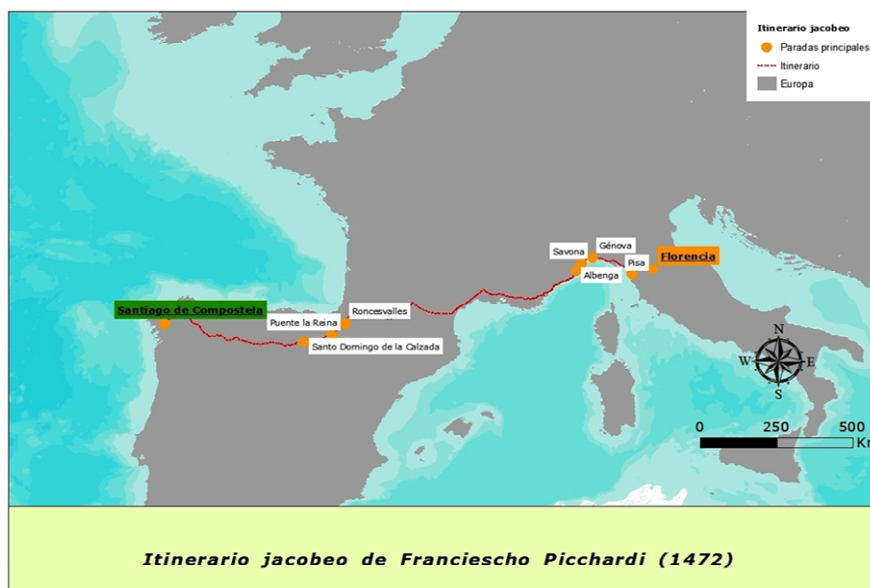 Itinerario jacobeo
Paradas principales
Itinerario
Europa
Savona
Génova
Pisa
Florencia
Albenga
Santiago de Compostela
Puente la Reina
Roncesvalles
Santo Domingo de la Calzada
N
W E
S
0 250 500
Km
Itinerario jacobeo de Franciescho Picchardi (1472)